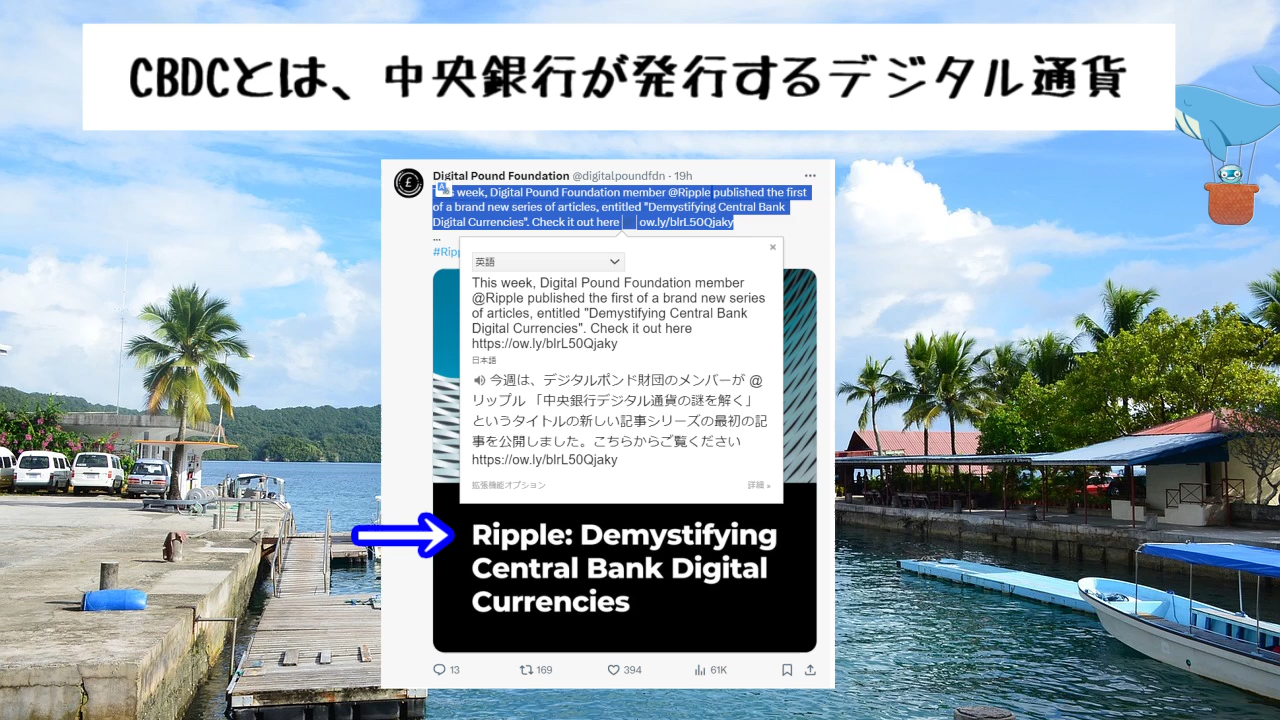 CBDCとは、中央銀行が発行するデジタル通貨
Digital Pound Foundation @digitalpoundfdn · 19h
week, Digital Pound Foundation member @Ripple published the first
of a brand new series of articles, entitled "Demystifying Central Bank
Digital Currencies". Check it out here ow.ly/blrL50Qjaky
...
#Ripp
英語
This week, Digital Pound Foundation member
@Ripple published the first of a brand new series
of articles, entitled "Demystifying Central Bank
Digital Currencies". Check it out here
https://ow.ly/blrL50Qjaky
日本語
今週は、デジタルポンド財団のメンバーが @
リップル 「中央銀行デジタル通貨の謎を解く」
というタイトルの新しい記事シリーズの最初の記
事を公開しました。こちらからご覧ください
https://ow.ly/blrL50Qjaky
拡張機能オプション 詳細 »
Ripple: Demystifying
Central Bank Digital
Currencies
13 169 394 61K